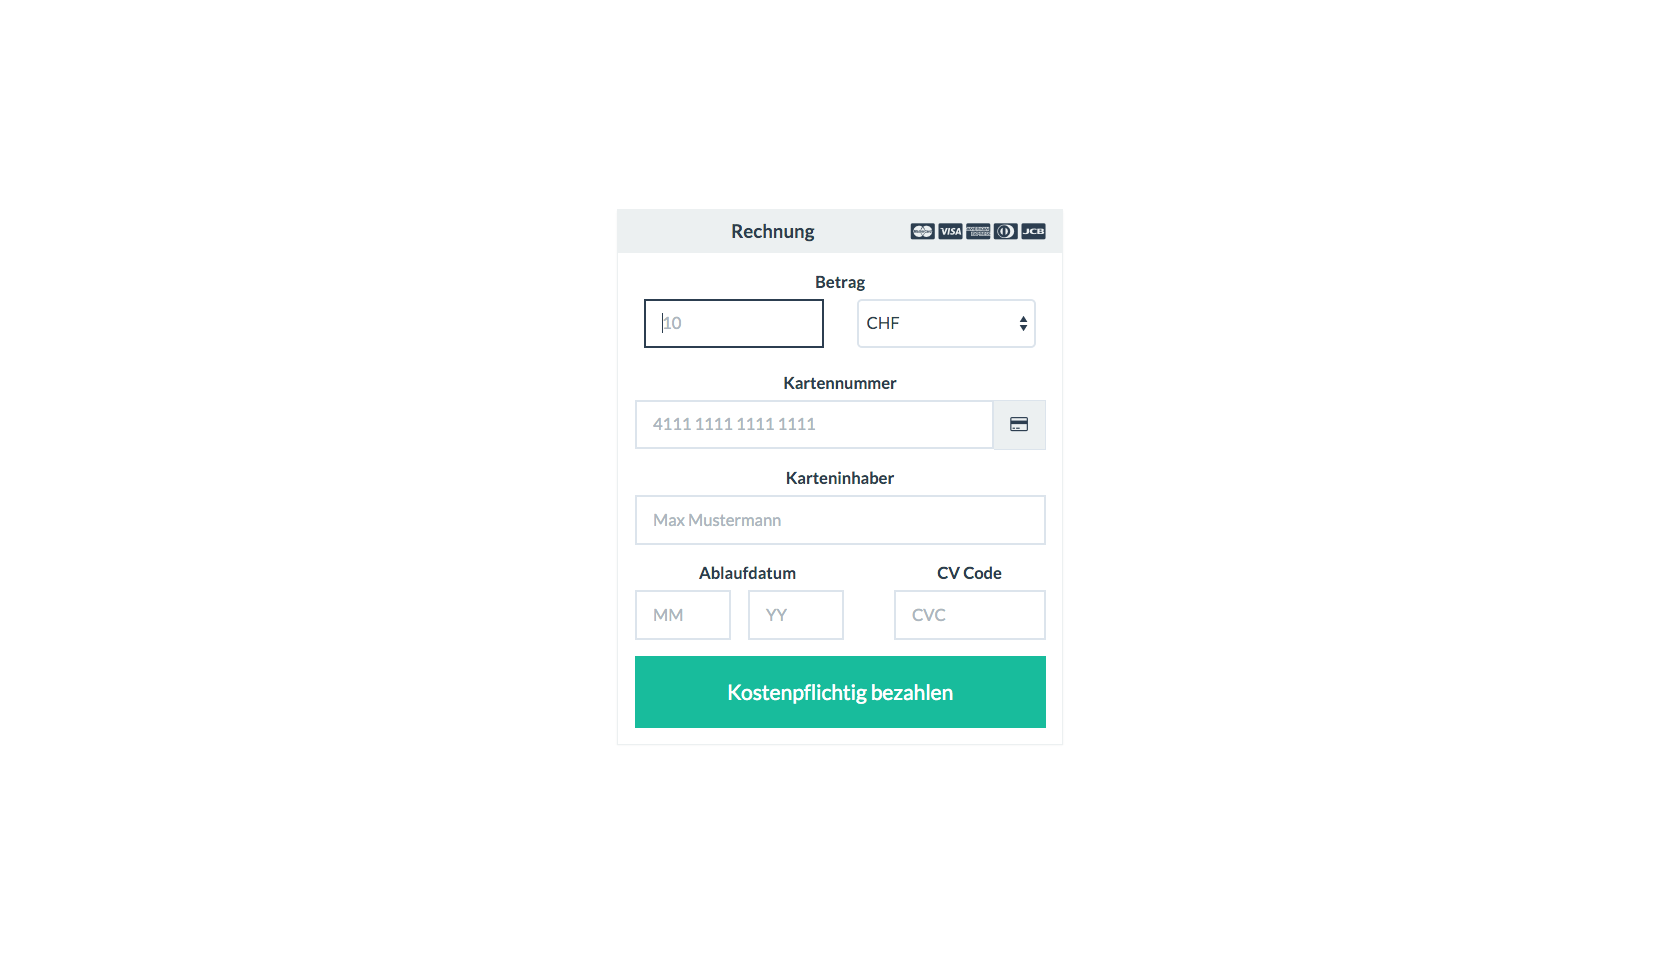 Rechnung VISA JCB
Betrag
10 CHF
Kartennummer
4111 1111 1111 1111
Karteninhaber
Max Mustermann
Ablaufdatum CV Code
MM YY CVC
Kostenpflichtig bezahlen